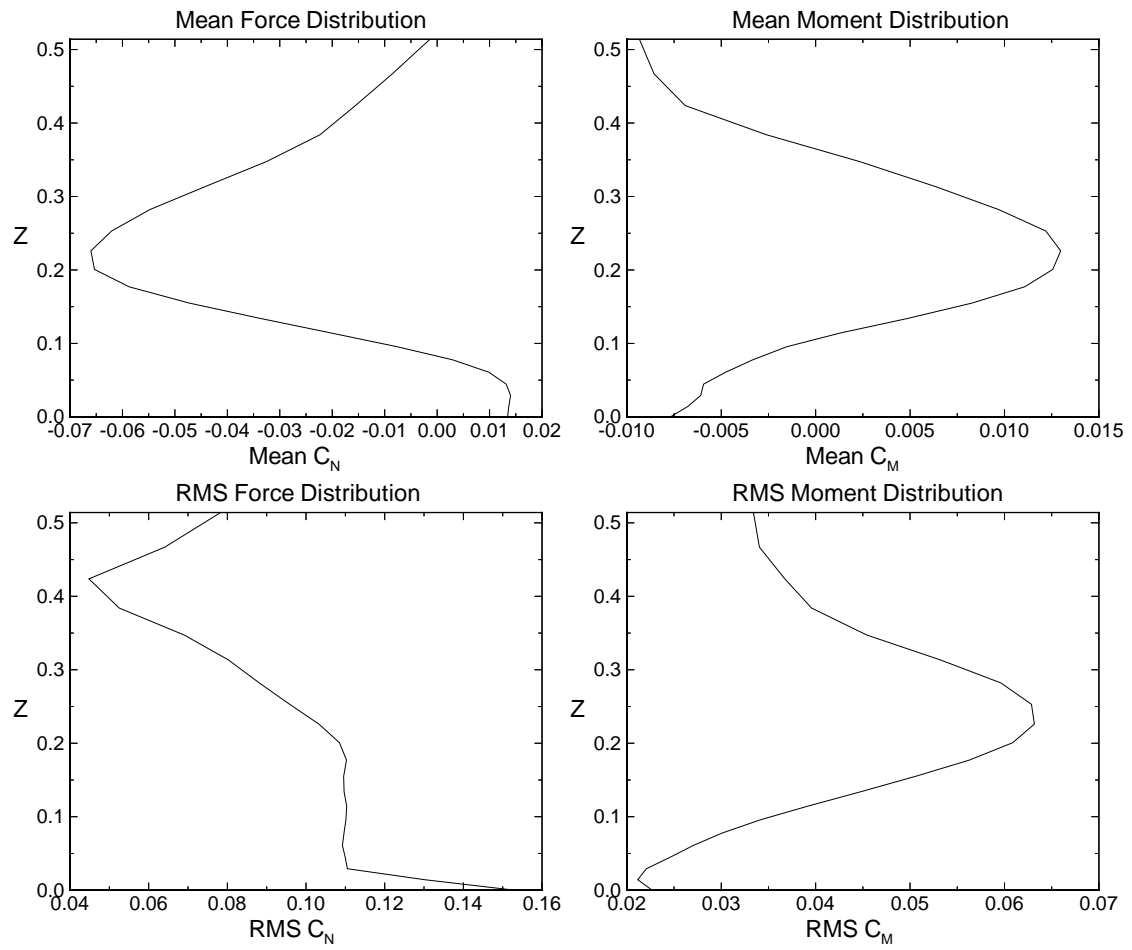 Mean Force Distribution
0.5
0.4
0.3
Z
0.2
0.1
0.0
-0.07 -0.06 -0.05 -0.04 -0.03 -0.02 -0.01 0.00 0.01 0.02
Mean C_N
Mean Moment Distribution
0.5
0.4
0.3
Z
0.2
0.1
0.0
-0.010 -0.005 0.000 0.005 0.010 0.015
Mean C_M
RMS Force Distribution
0.5
0.4
0.3
Z
0.2
0.1
0.0
0.04 0.06 0.08 0.10 0.12 0.14 0.16
RMS C_N
RMS Moment Distribution
0.5
0.4
0.3
Z
0.2
0.1
0.0
0.02 0.03 0.04 0.05 0.06 0.07
RMS C_M